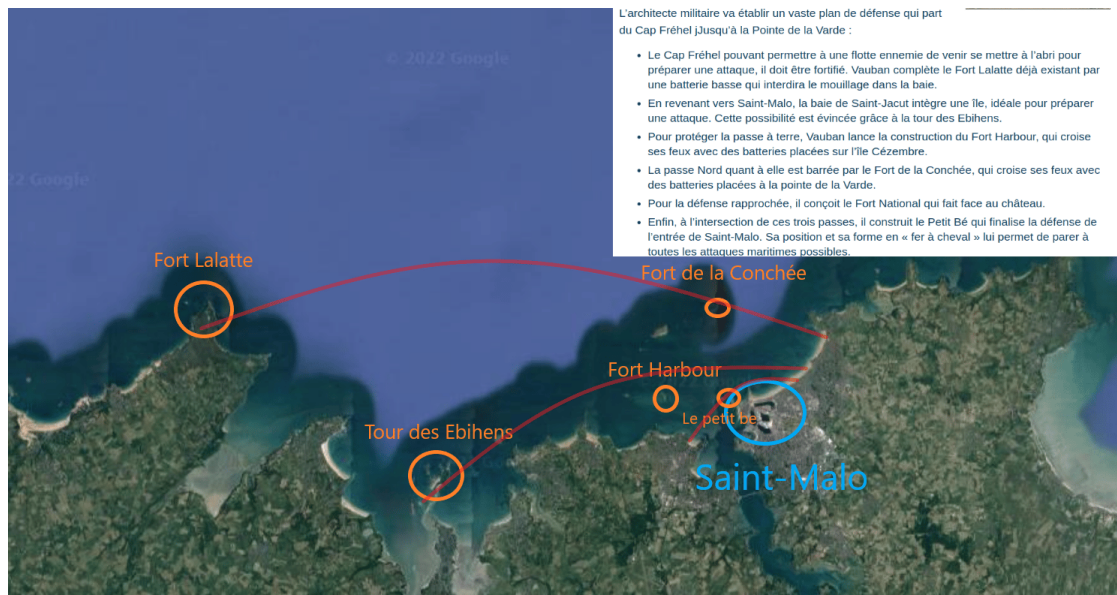 L'architecte militaire va établir un vaste plan de défense qui part
du Cap Fréhel jJusqu'à la Pointe de la Varde :
• Le Cap Fréhel pouvant permettre à une flotte ennemie de venir se mettre à l'abri pour
préparer une attaque, il doit être fortifié. Vauban complète le Fort Lalatte déjà existant par
une batterie basse qui interdira le mouillage dans la baie.
• En revenant vers Saint-Malo, la baie de Saint-Jacut intègre une île, idéale pour préparer
une attaque. Cette possibilité est évincée grâce à la tour des Ebihens.
• Pour protéger la passe à terre, Vauban lance la construction du Fort Harbour, qui croise
ses feux avec des batteries placées sur l'île Cézembre.
• La passe Nord quant à elle est barrée par le Fort de la Conchée, qui croise ses feux avec
des batteries placées à la pointe de la Varde.
• Pour la défense rapprochée, il conçoit le Fort National qui fait face au château.
• Enfin, à l'intersection de ces trois passes, il construit le Petit Bé qui finalise la défense de
l'entrée de Saint-Malo. Sa position et sa forme en « fer à cheval » lui permet de parer à
toutes les attaques maritimes possibles.
© 2022 Google
22 Google
Fort Lalatte
Fort de la Conchée
Fort Harbour
Le petit be
Tour des Ebihens
Saint-Malo